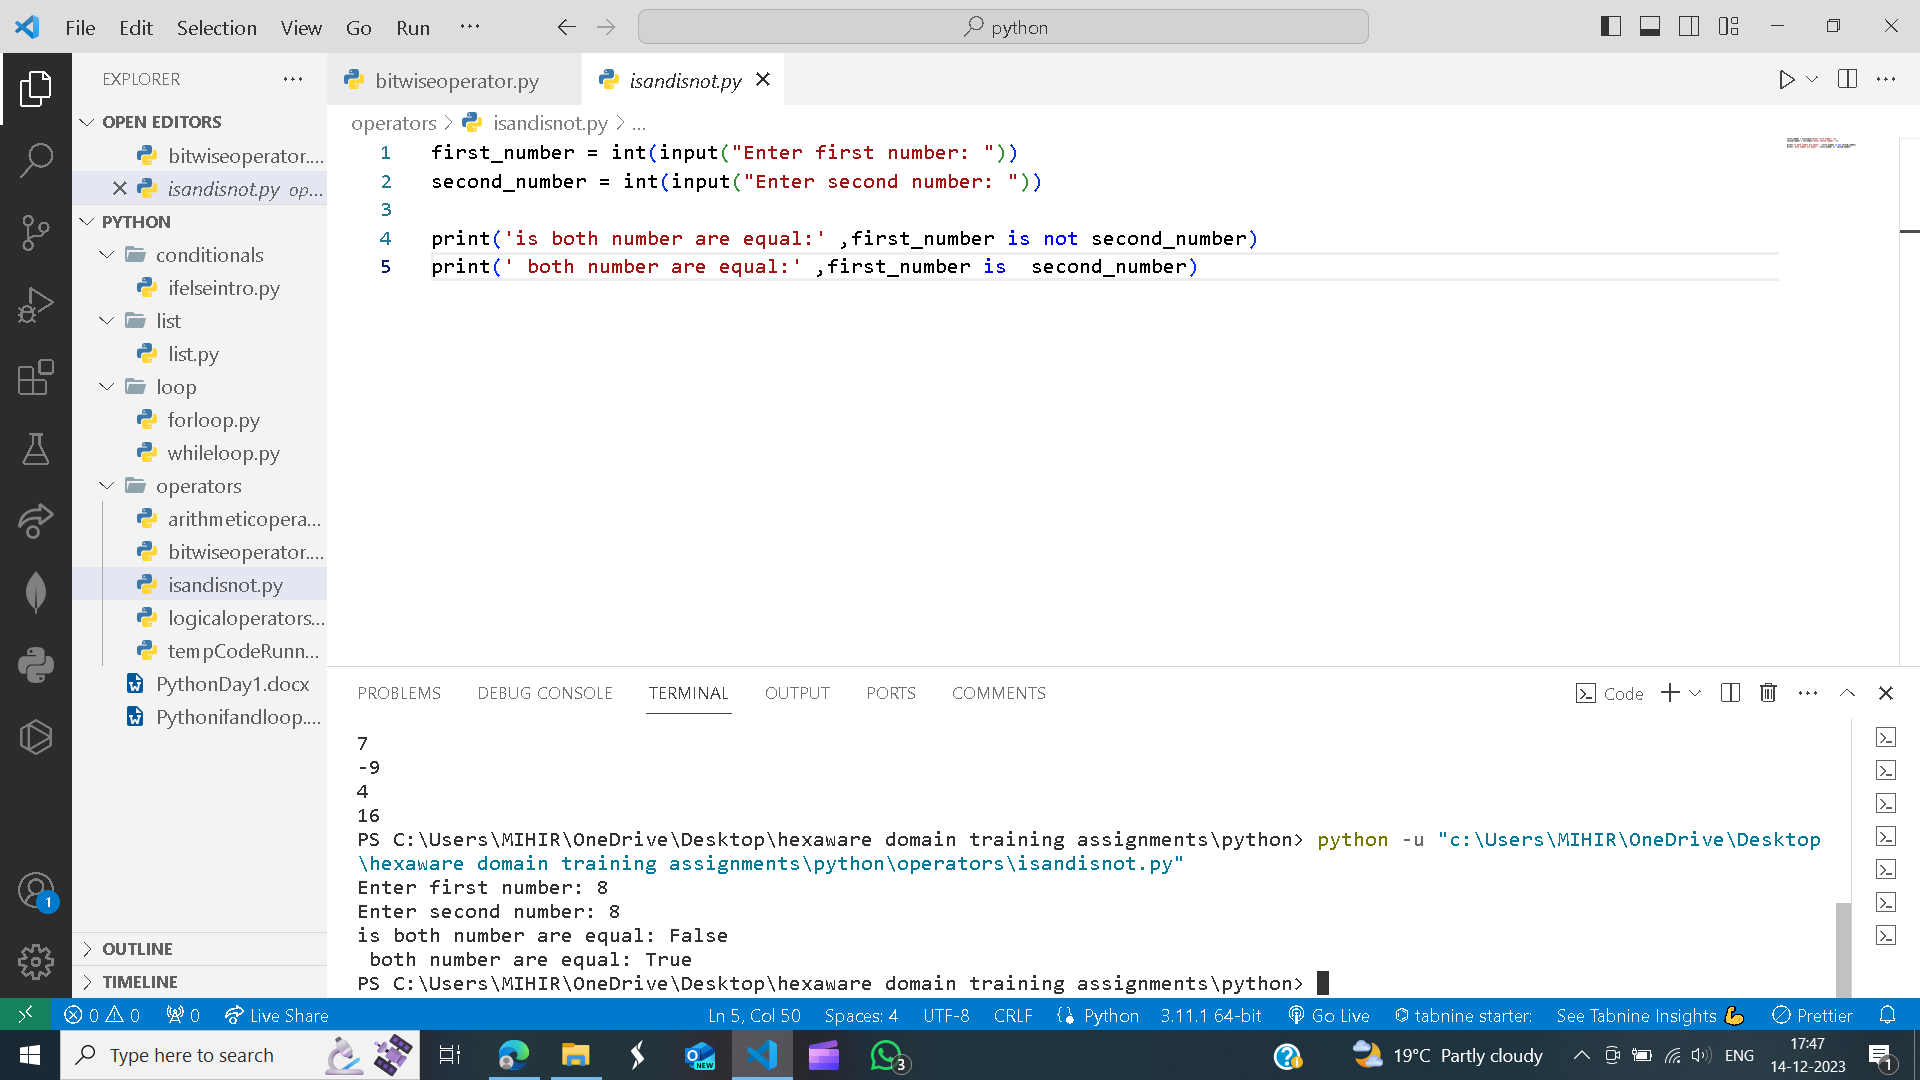 File Edit Selection View Go Run ...
python
EXPLORER
OPEN EDITORS
bitwiseoperator....
isandisnot.py op...
PYTHON
conditionals
ifelseintro.py
list
list.py
loop
forloop.py
whileloop.py
operators
arithmeticopera...
bitwiseoperator....
isandisnot.py
logicaloperators...
tempCodeRunn...
PythonDay1.docx
Pythonifandloop....
OUTLINE
TIMELINE
bitwiseoperator.py
isandisnot.py
operators > isandisnot.py > ...
1 first_number = int(input("Enter first number: "))
2 second_number = int(input("Enter second number: "))
3
4 print('is both number are equal:' ,first_number is not second_number)
5 print(' both number are equal:' ,first_number is  second_number)
PROBLEMS DEBUG CONSOLE TERMINAL OUTPUT PORTS COMMENTS
Code
7
-9
4
16
PS C:\Users\MIHIR\OneDrive\Desktop\hexaware domain training assignments\python> python -u "c:\Users\MIHIR\OneDrive\Desktop
\hexaware domain training assignments\python\operators\isandisnot.py"
Enter first number: 8
Enter second number: 8
is both number are equal: False
 both number are equal: True
PS C:\Users\MIHIR\OneDrive\Desktop\hexaware domain training assignments\python>
1
0 0 0 Live Share
Ln 5, Col 50 Spaces: 4 UTF-8 CRLF Python 3.11.1 64-bit Go Live tabnine starter: See Tabnine Insights Prettier
Type here to search
NEW
3
19°C Partly cloudy
ENG
17:47
14-12-2023
1